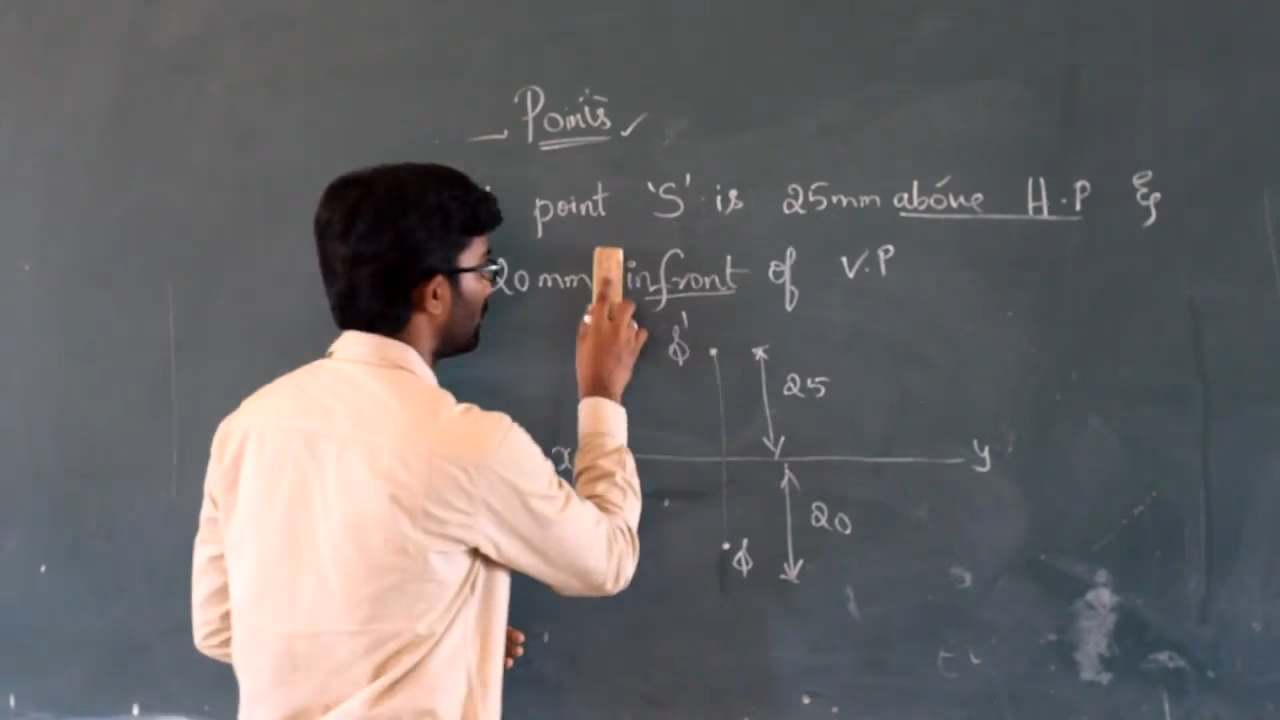 Points
point 'S' is 25mm above H.P &
20mm infront of V.P
s'
25
x y
20
s